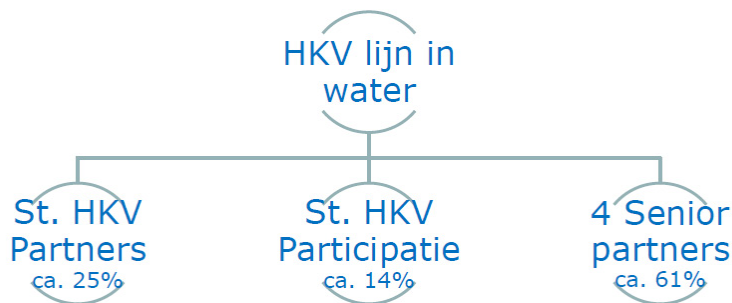 HKV lijn in
water
St. HKV
Partners
ca. 25%
St. HKV
Participatie
ca. 14%
4 Senior
partners
ca. 61%